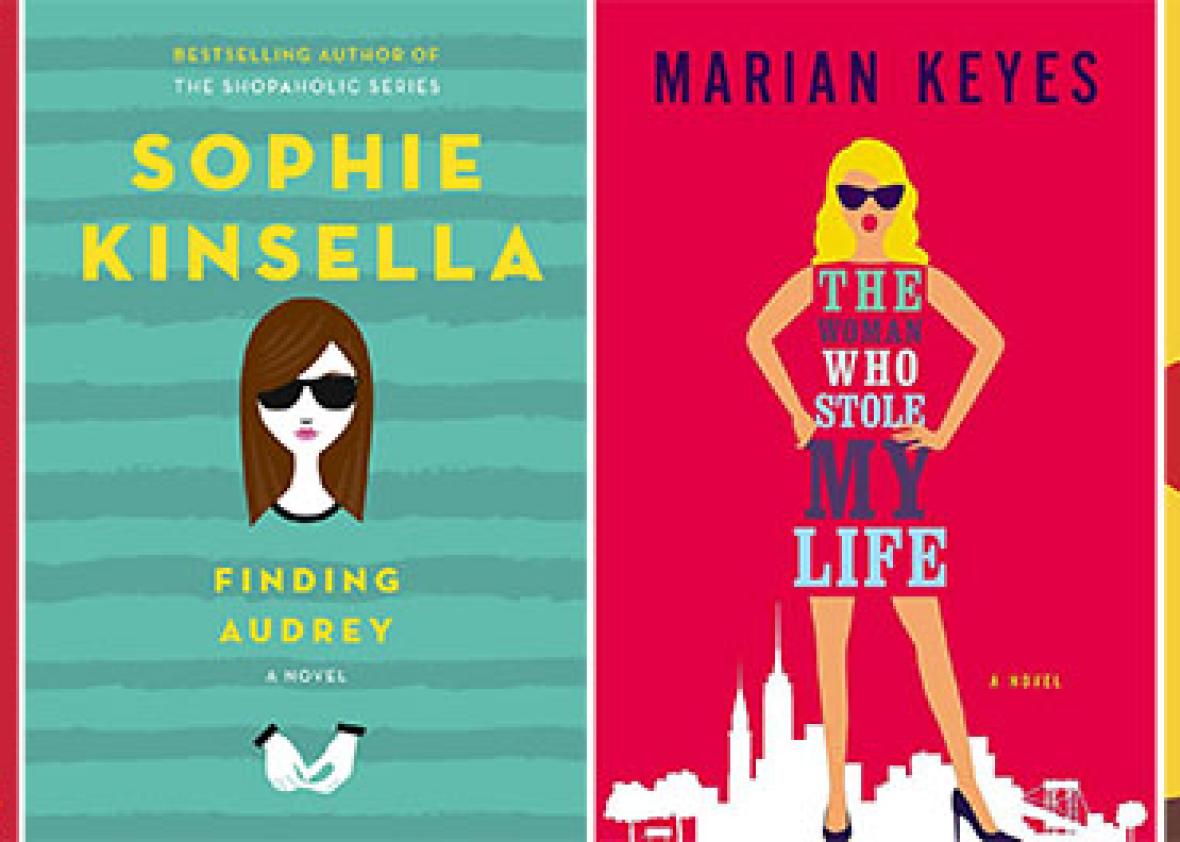 BESTSELLING AUTHOR OF
THE SHOPAHOLIC SERIES
SOPHIE
KINSELLA
FINDING
AUDREY
A NOVEL
MARIAN KEYES
THE
WOMAN
WHO
STOLE
MY
LIFE
A NOVEL